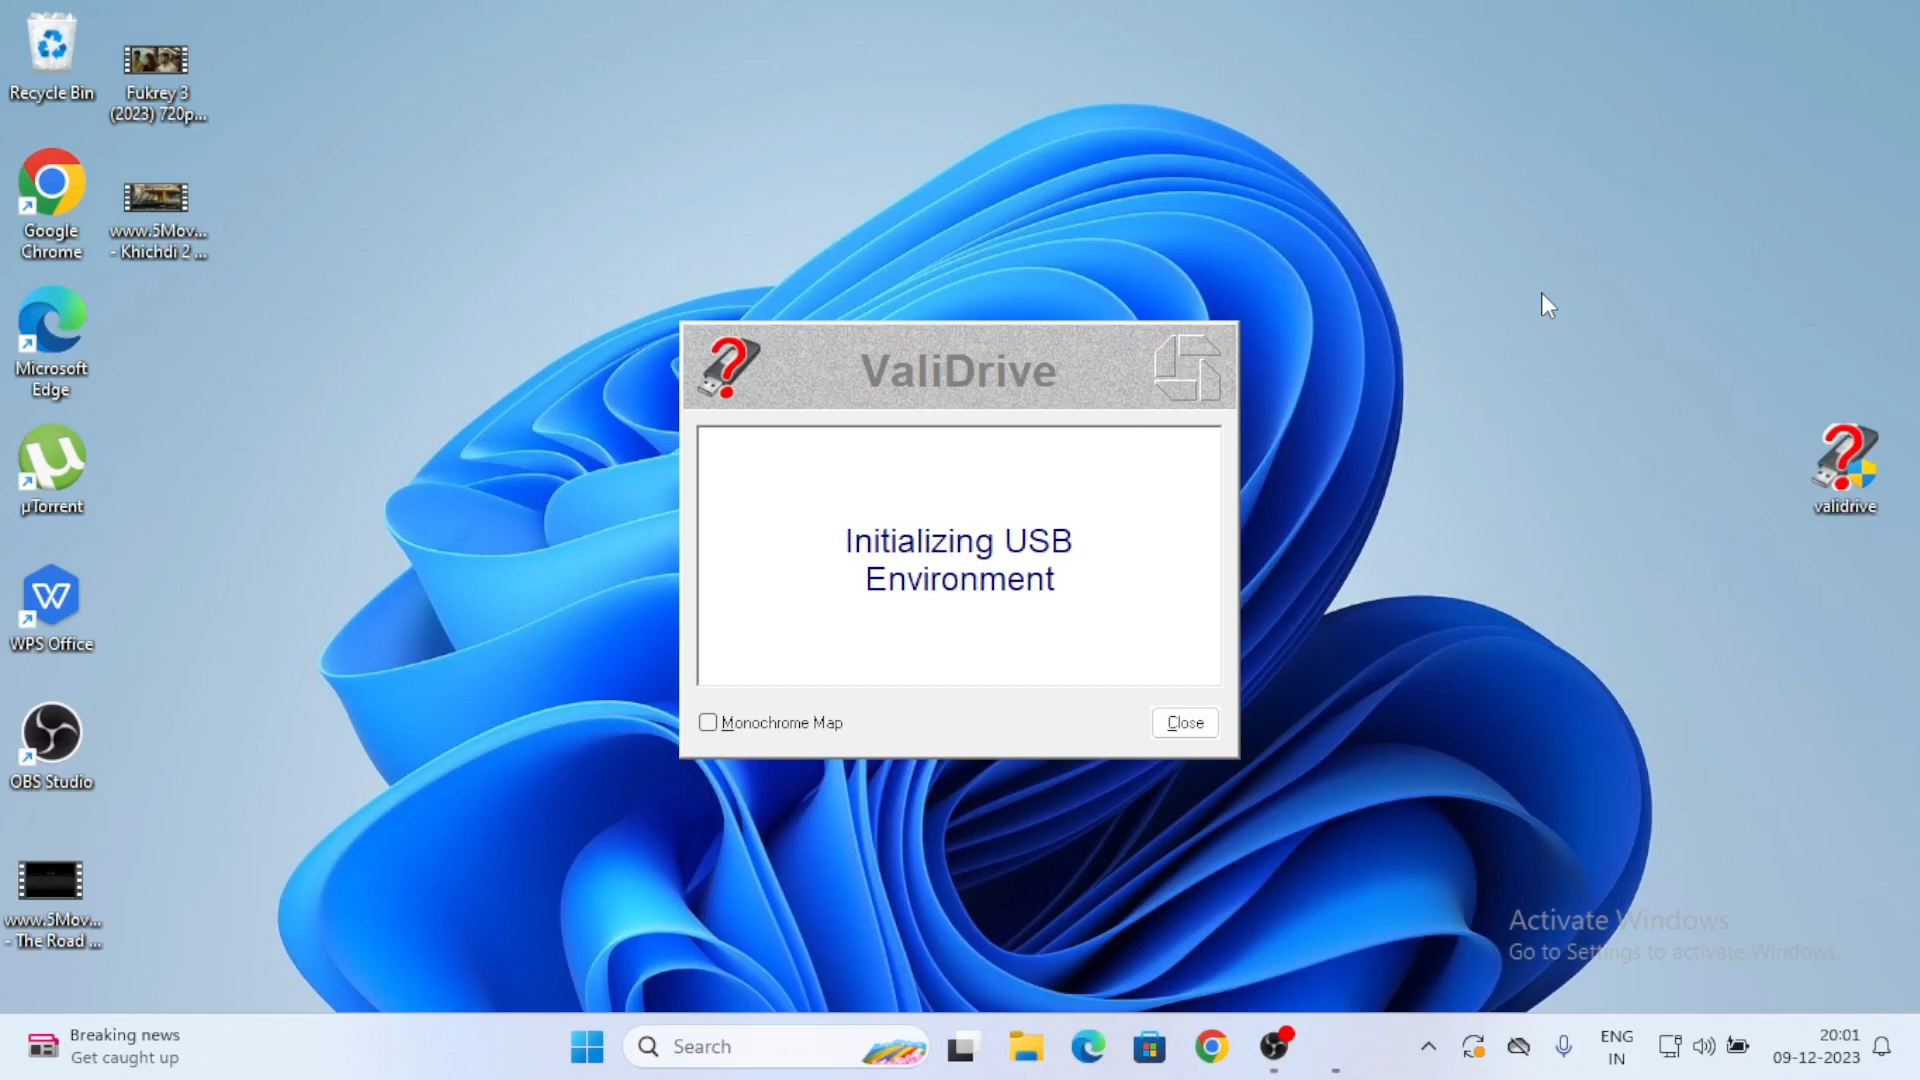 Recycle Bin
Fukrey 3
(2023) 720p...
Google
Chrome
www.5Mov...
- Khichdi 2 ...
Microsoft
Edge
µTorrent
WPS Office
OBS Studio
www.5Mov...
- The Road ...
ValiDrive
Initializing USB
Environment
Monochrome Map
Close
validrive
Activate Windows
Go to Settings to activate Windows.
Breaking news
Get caught up
Search
ENG
IN
20:01
09-12-2023